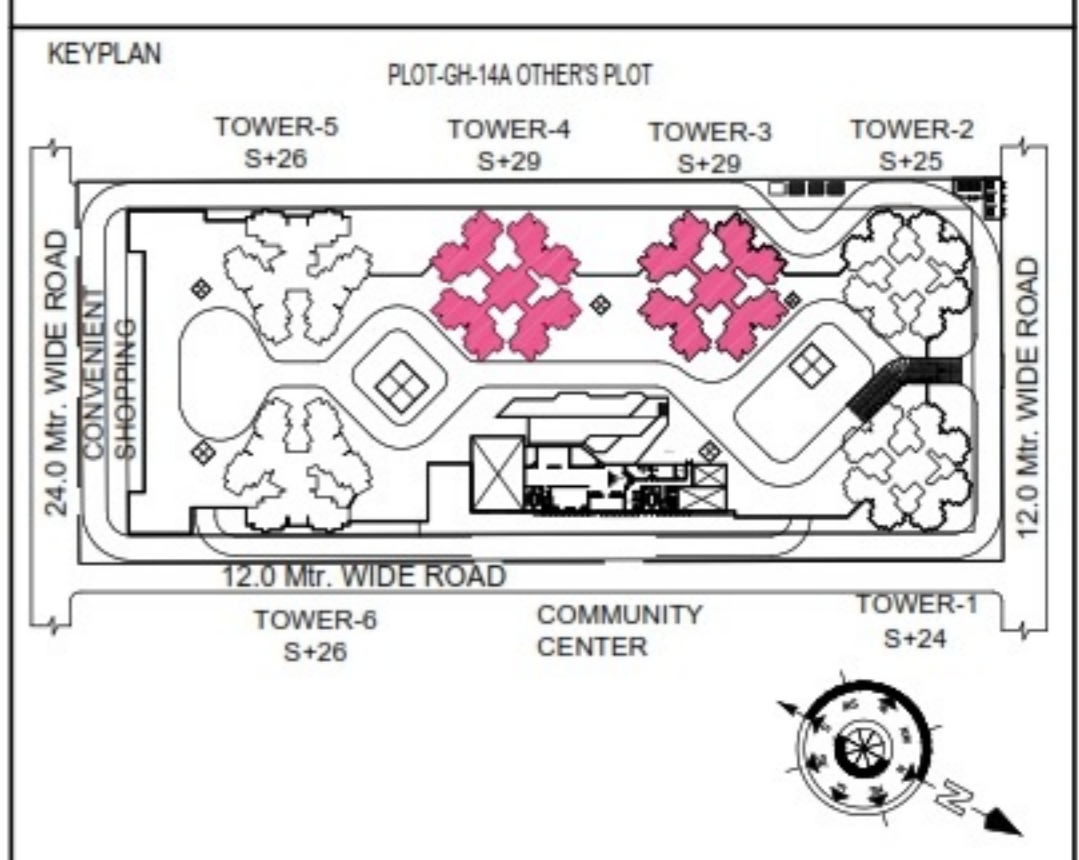 KEYPLAN
PLOT-GH-14A OTHER'S PLOT
TOWER-5
S+26
TOWER-4
S+29
TOWER-3
S+29
TOWER-2
S+25
24.0 Mtr. WIDE ROAD
CONVENIENT
SHOPPING
12.0 Mtr. WIDE ROAD
12.0 Mtr. WIDE ROAD
TOWER-6
S+26
COMMUNITY
CENTER
TOWER-1
S+24
N